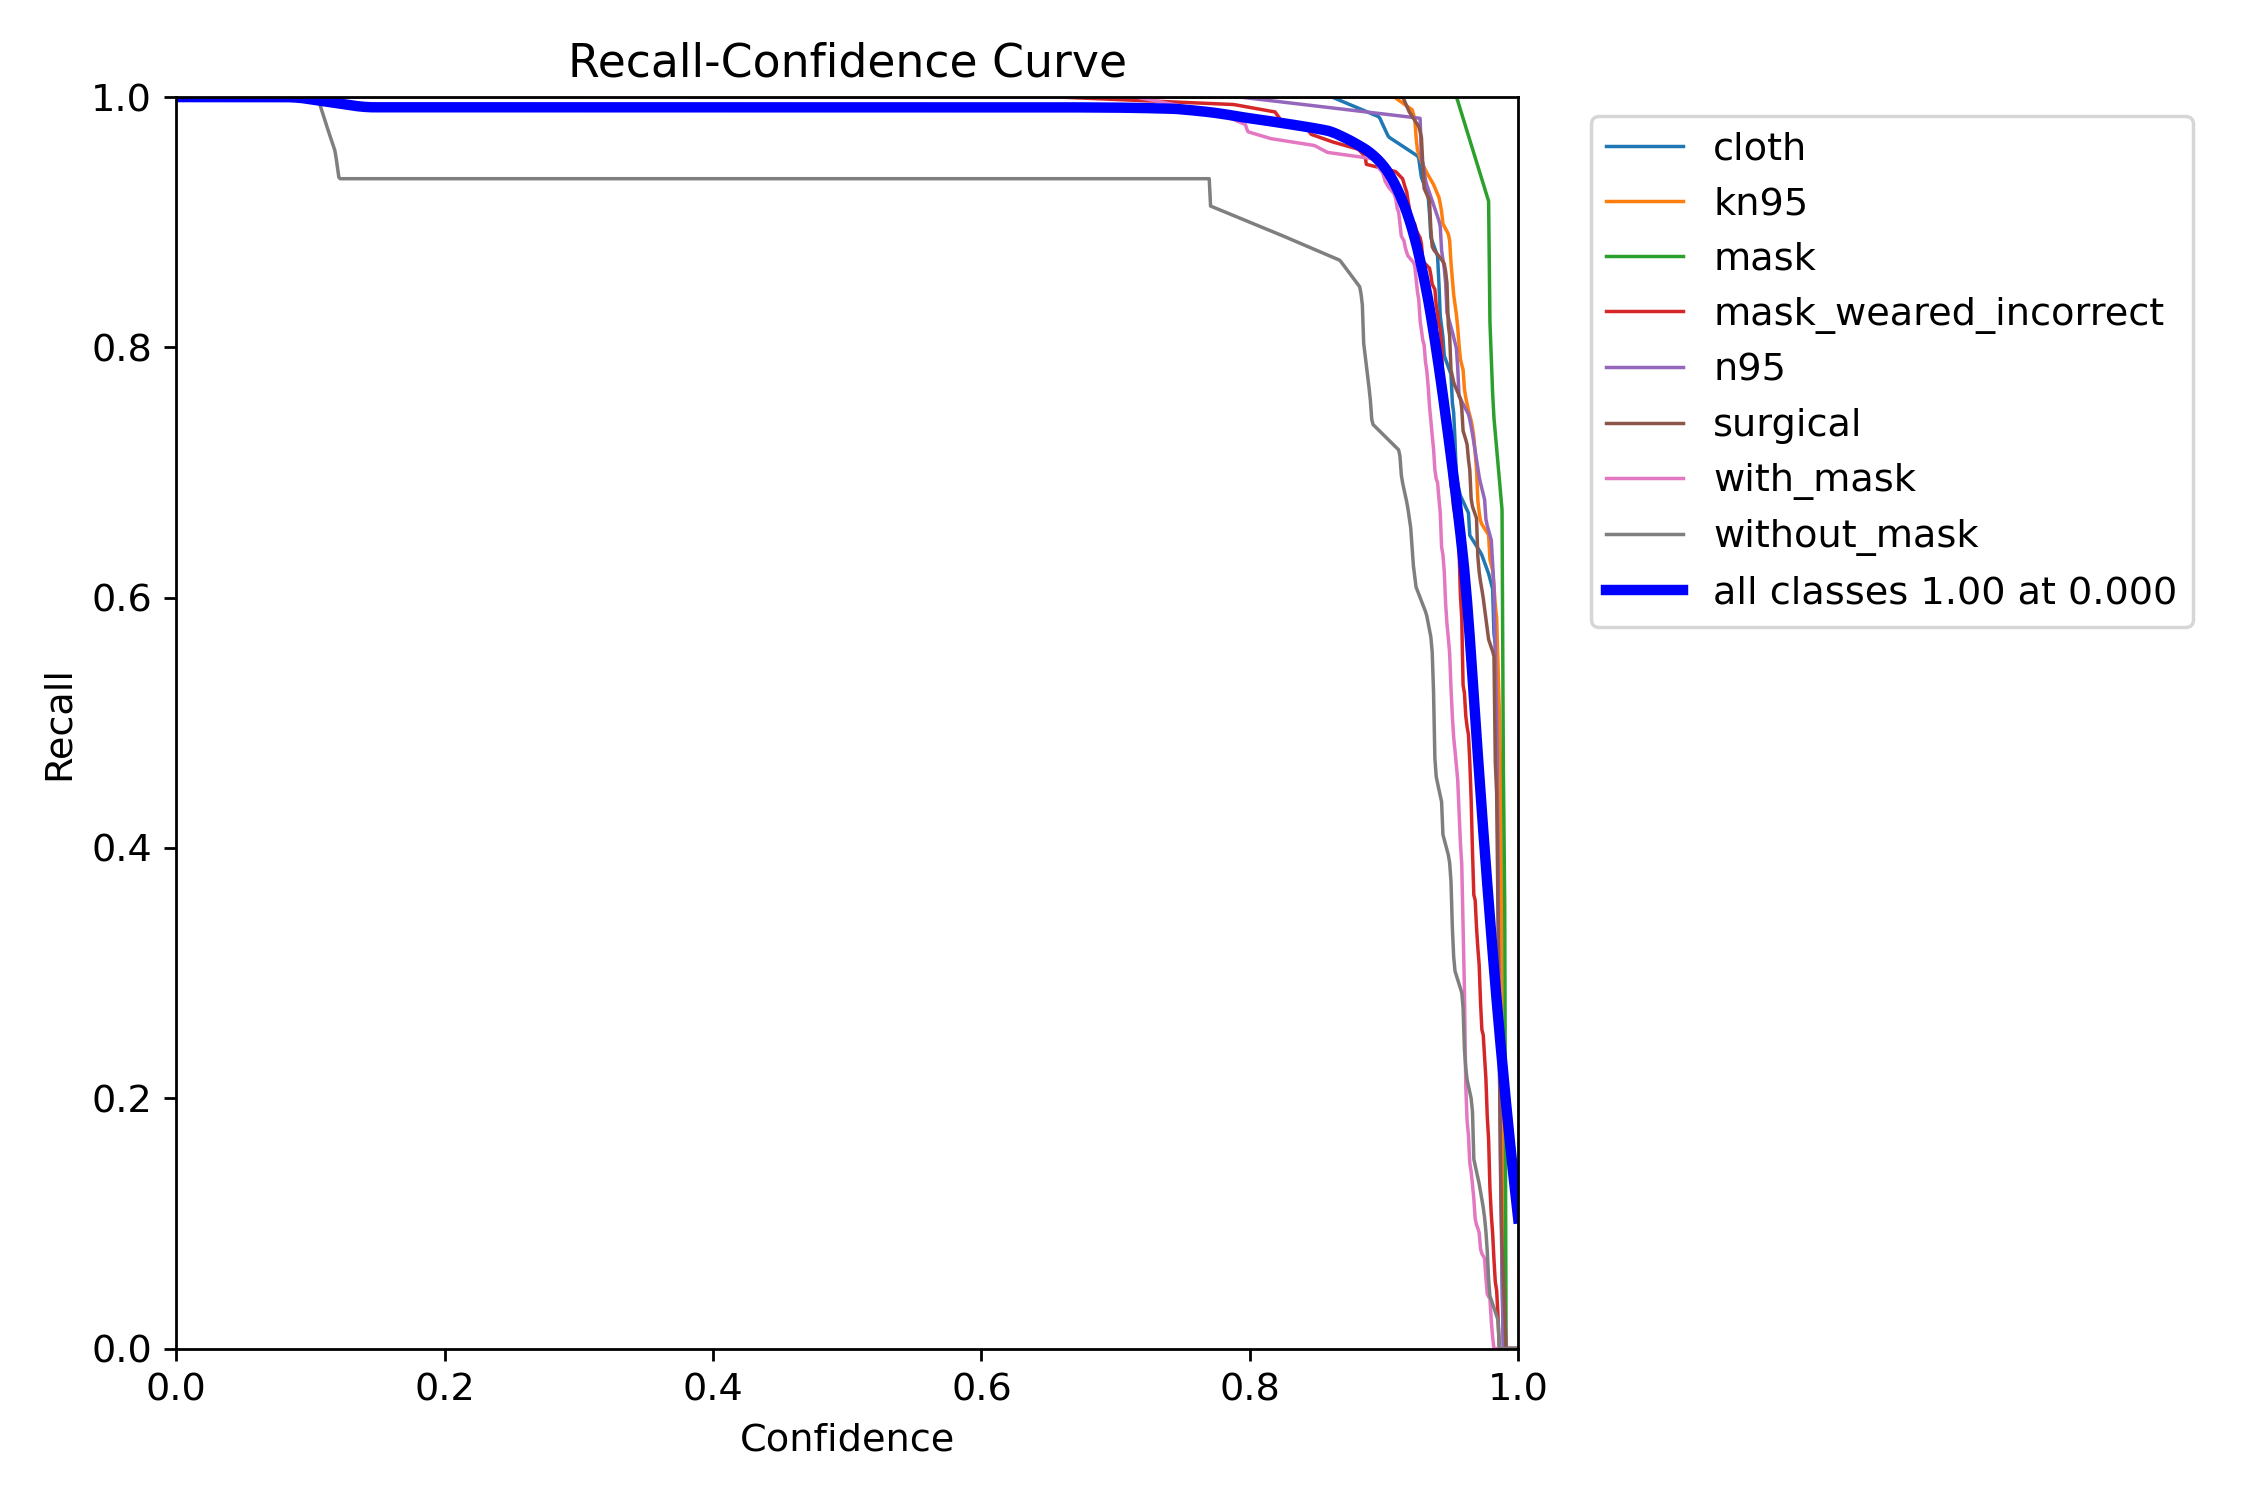 Recall-Confidence Curve
1.0
0.8
0.6
0.4
0.2
0.0
Recall
0.0 0.2 0.4 0.6 0.8 1.0
Confidence
cloth
kn95
mask
mask_weared_incorrect
n95
surgical
with_mask
without_mask
all classes 1.00 at 0.000